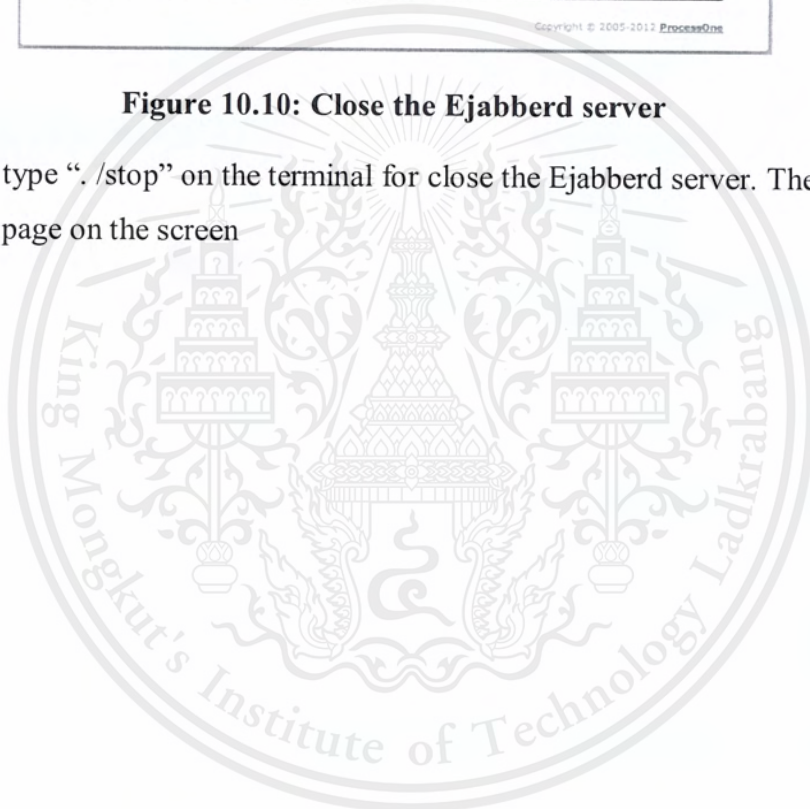 Copyright © 2005-2012 ProcessOne
Figure 10.10: Close the Ejabberd server
type “. /stop” on the terminal for close the Ejabberd server. The
page on the screen
King Mongkut's Institute of Technology Ladkrabang